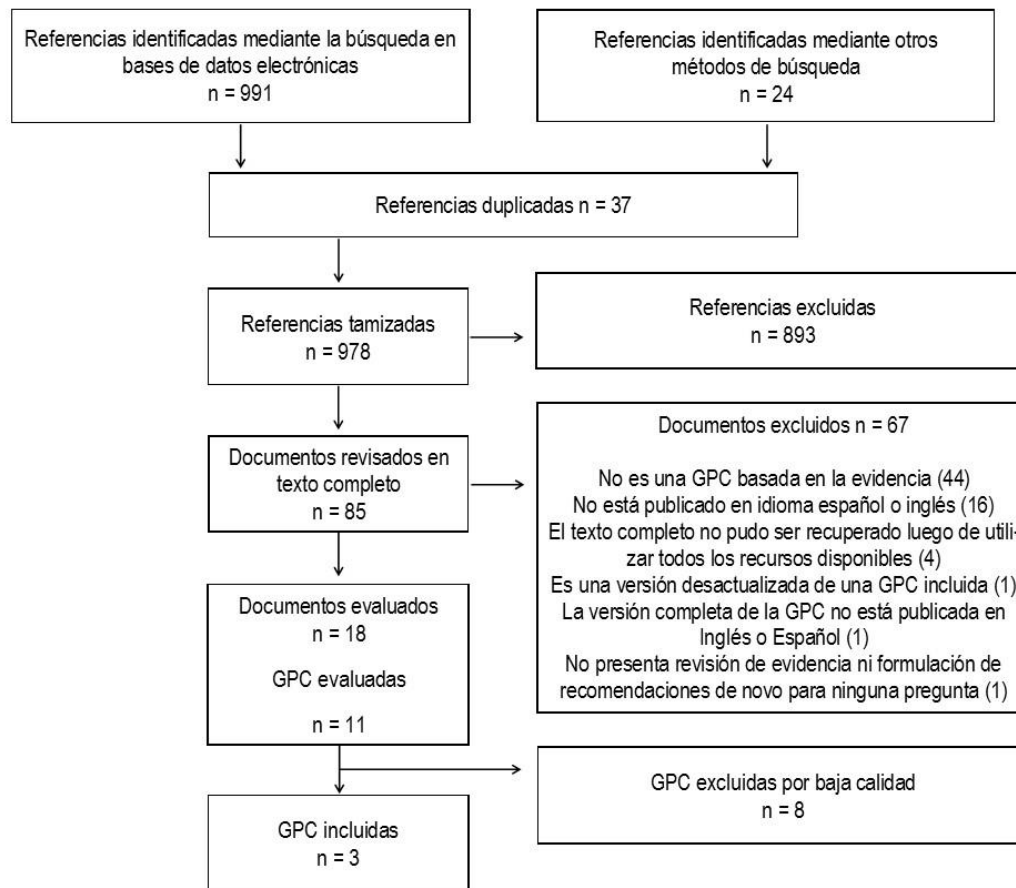 Referencias identificadas mediante la búsqueda en
bases de datos electrónicas
n = 991
Referencias identificadas mediante otros
métodos de búsqueda
n = 24
Referencias duplicadas n = 37
Referencias tamizadas
n = 978
Referencias excluidas
n = 893
Documentos revisados en
texto completo
n = 85
Documentos excluidos n = 67
No es una GPC basada en la evidencia (44)
No está publicado en idioma español o inglés (16)
El texto completo no pudo ser recuperado luego de utili-
zar todos los recursos disponibles (4)
Es una versión desactualizada de una GPC incluida (1)
La versión completa de la GPC no está publicada en
Inglés o Español (1)
No presenta revisión de evidencia ni formulación de
recomendaciones de novo para ninguna pregunta (1)
Documentos evaluados
n = 18
GPC evaluadas
n = 11
GPC excluidas por baja calidad
n = 8
GPC incluidas
n = 3